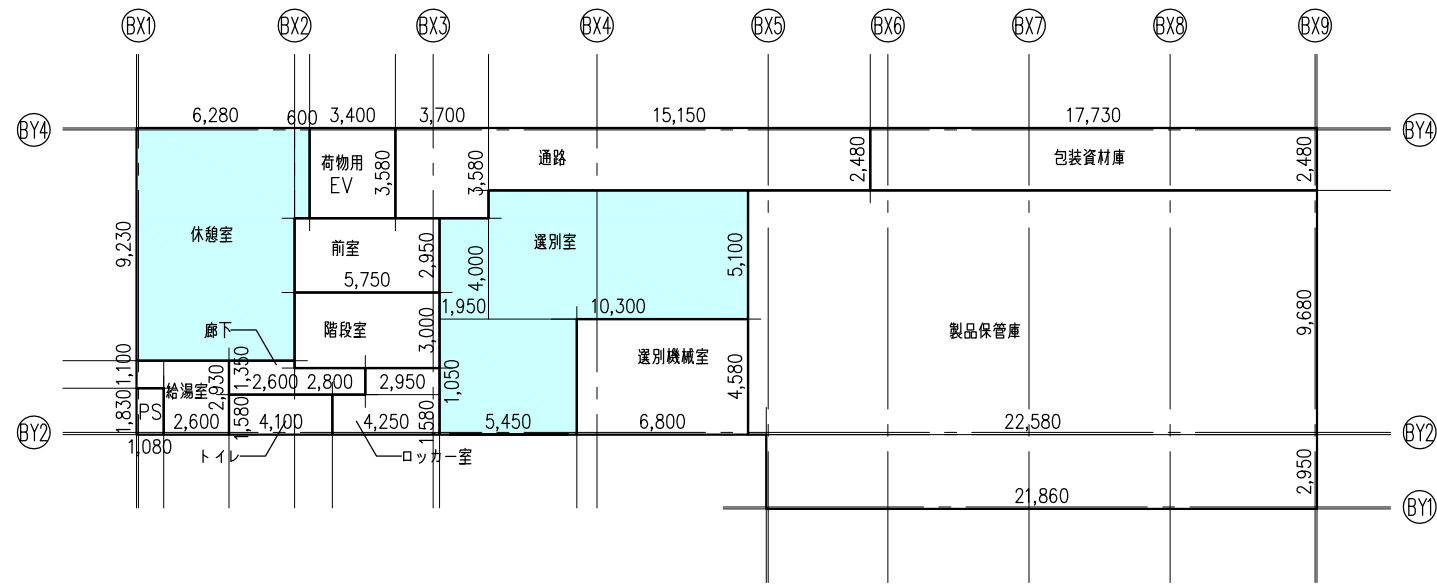 BX1 BX2 BX3 BX4 BX5 BX6 BX7 BX8 BX9
6,280 600 3,400 3,700 15,150 17,730
BY4 BY4
荷物用
EV
3,580
3,580
通路
2,480
包装資材庫
2,480
9,230
休憩室
前室
2,950
4,000
選別室
5,100
5,750
1,950
10,300
9,680
廊下
階段室
3,000
選別機械室
製品保管庫
1,100
給湯室
2,930
1,350
2,600
2,800
2,950
1,050
4,580
1,830
PS
2,600
1,580
4,100
4,250
1,580
5,450
6,800
22,580
BY2 BY2
1,080
トイレ
ロッカー室
2,950
21,860
BY1